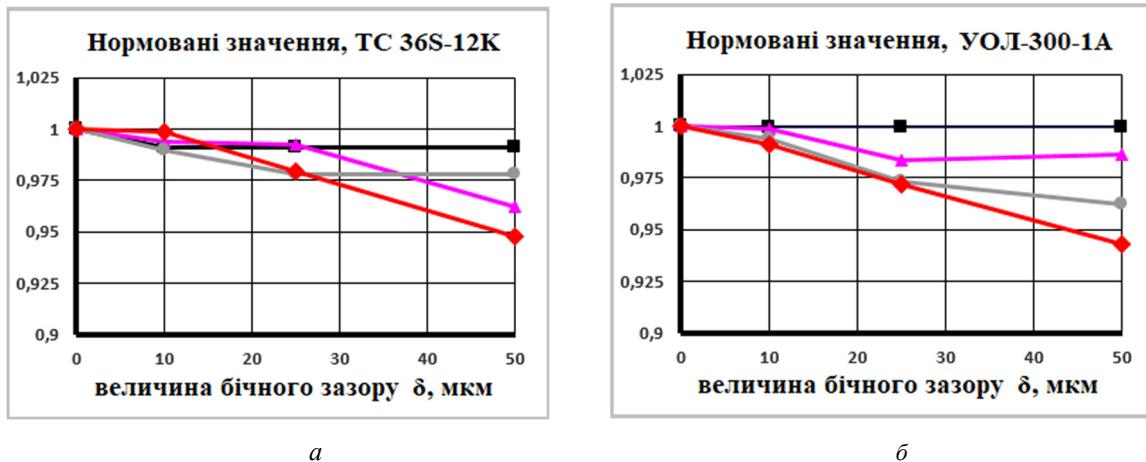 Нормовані значення, ТС 36S-12K
1,025
1
0,975
0,95
0,925
0,9
0 10 20 30 40 50
величина бічного зазору δ, мкм
а
Нормовані значення, УОЛ-300-1А
1,025
1
0,975
0,95
0,925
0,9
0 10 20 30 40 50
величина бічного зазору δ, мкм
б